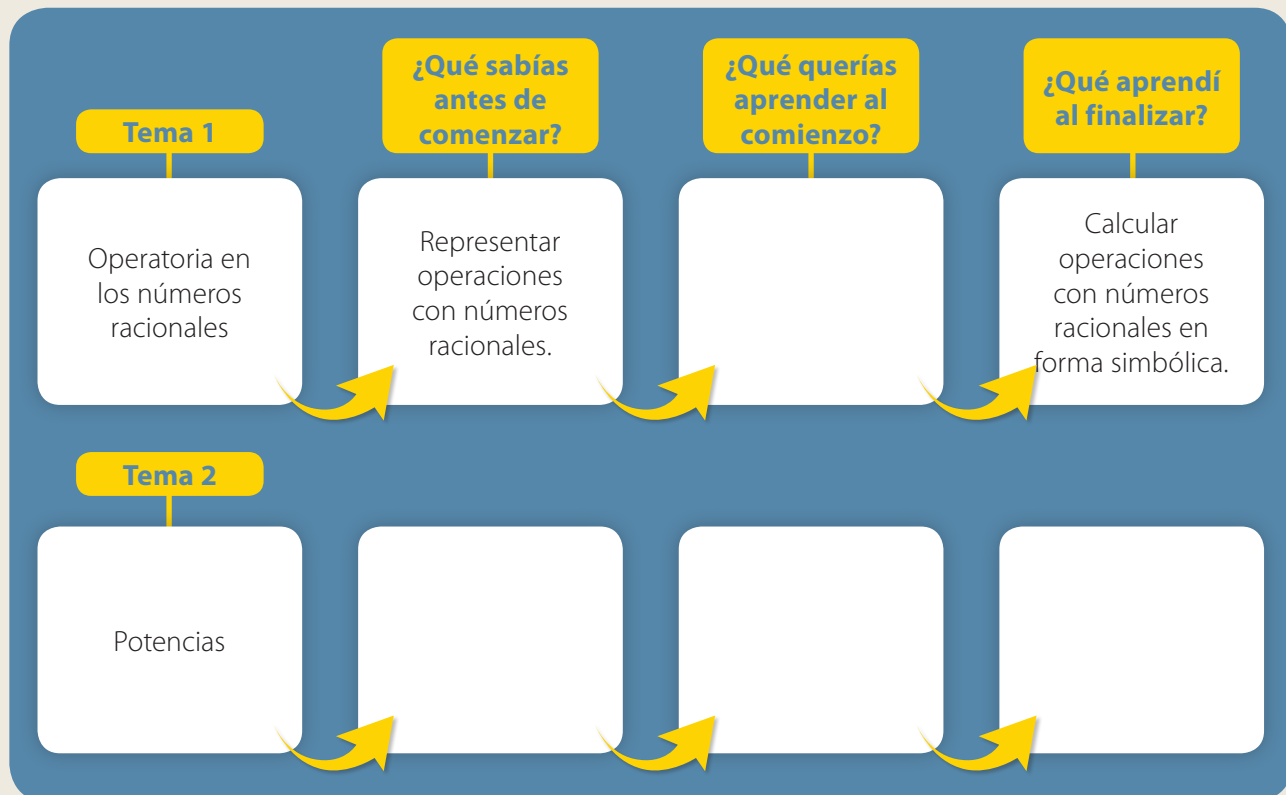 Tema 1
¿Qué sabías
antes de
comenzar?
¿Qué querías
aprender al
comienzo?
¿Qué aprendí
al finalizar?
Operatoria en
los números
racionales
Representar
operaciones
con números
racionales.
Calcular
operaciones
con números
racionales en
forma simbólica.
Tema 2
Potencias